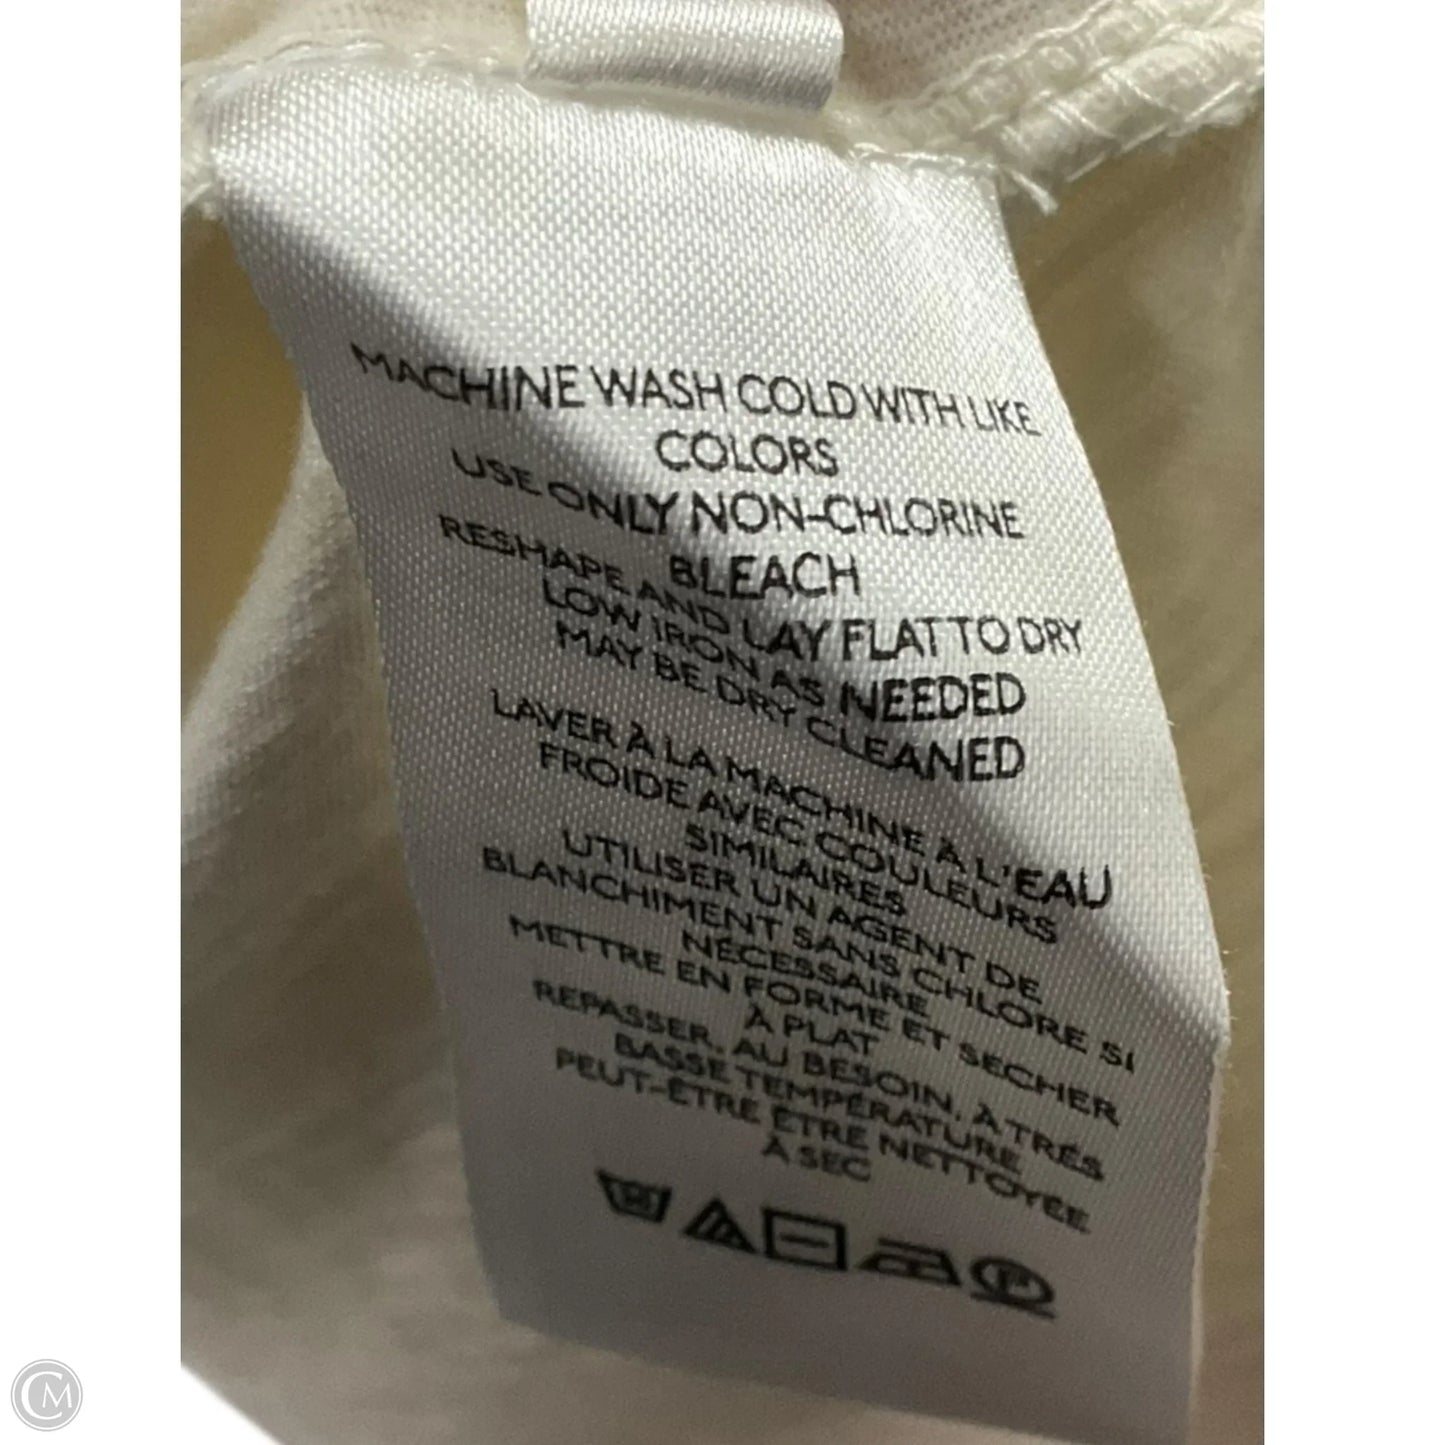 MACHINE WASH COLD WITH LIKE
COLORS
USE ONLY NON-CHLORINE
BLEACH
RESHAPE AND LAY FLAT TO DRY
LOW IRON AS NEEDED
MAY BE DRY CLEANED
LAVER À LA MACHINE À L'EAU
FROIDE AVEC COULEURS
SIMILAIRES
UTILISER UN AGENT DE
BLANCHIMENT SANS CHLORE SI
NÉCESSAIRE
METTRE EN FORME ET SÉCHER
À PLAT
REPASSER, AU BESOIN, À TRÉS
BASSE TEMPÉRATURE
PEUT-ÊTRE ÊTRE NETTOYÉE
À SEC
P
CM